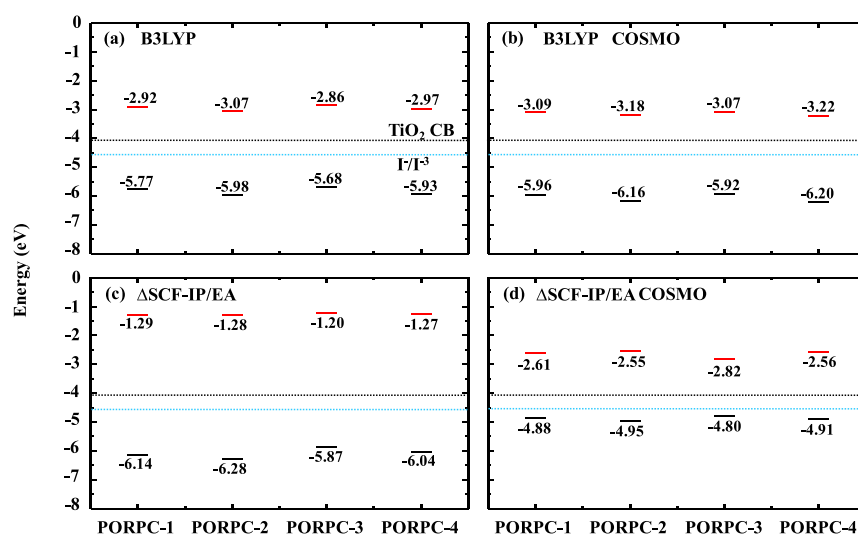 (a) B3LYP
(b) B3LYP COSMO
0
-1
-2
-3
-4
-5
-6
-7
-8
-2.92 -3.07 -2.86 -2.97
TiO2 CB
I-/I-3
-5.77 -5.98 -5.68 -5.93
-3.09 -3.18 -3.07 -3.22
-5.96 -6.16 -5.92 -6.20
Energy (eV)
(c) ΔSCF-IP/EA
(d) ΔSCF-IP/EA COSMO
0
-1
-2
-3
-4
-5
-6
-7
-8
-1.29 -1.28 -1.20 -1.27
-6.14 -6.28 -5.87 -6.04
-2.61 -2.55 -2.82 -2.56
-4.88 -4.95 -4.80 -4.91
PORPC-1 PORPC-2 PORPC-3 PORPC-4
PORPC-1 PORPC-2 PORPC-3 PORPC-4